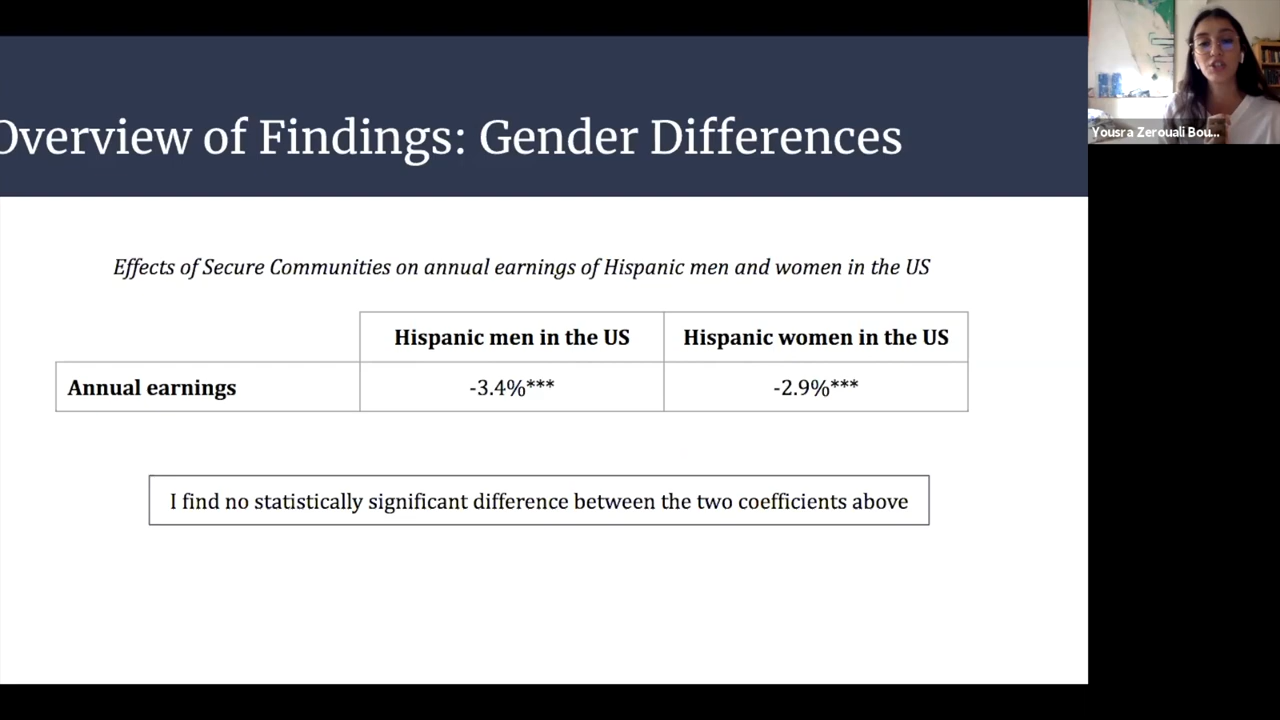 Overview of Findings: Gender Differences
Yousra Zerouali Bou...
Effects of Secure Communities on annual earnings of Hispanic men and women in the US
Hispanic men in the US
Hispanic women in the US
Annual earnings
-3.4%***
-2.9%***
I find no statistically significant difference between the two coefficients above